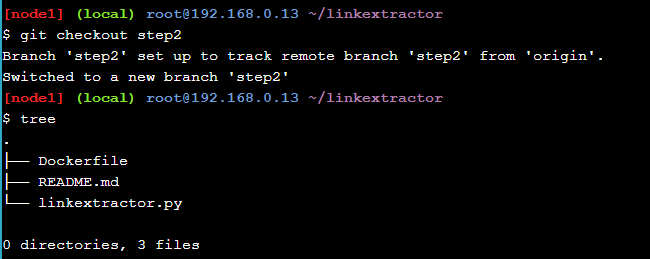 [node1] (local) root@192.168.0.13 ~/linkextractor
$ git checkout step2
Branch 'step2' set up to track remote branch 'step2' from 'origin'.
Switched to a new branch 'step2'
[node1] (local) root@192.168.0.13 ~/linkextractor
$ tree
.
├── Dockerfile
├── README.md
└── linkextractor.py
0 directories, 3 files